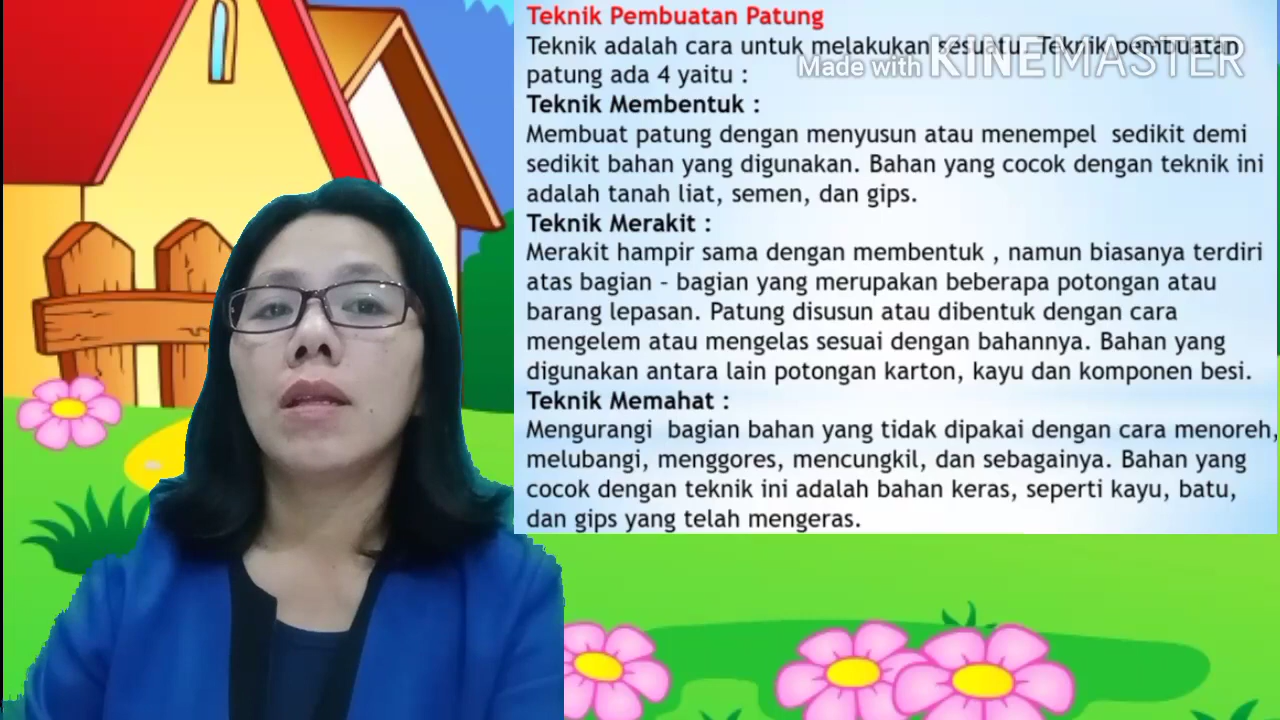 Teknik Pembuatan Patung
Teknik adalah cara untuk melakukan sesuatu. Teknik pembuatan
patung ada 4 yaitu :
Made with KINEMASTER
Teknik Membentuk :
Membuat patung dengan menyusun atau menempel  sedikit demi
sedikit bahan yang digunakan. Bahan yang cocok dengan teknik ini
adalah tanah liat, semen, dan gips.
Teknik Merakit :
Merakit hampir sama dengan membentuk , namun biasanya terdiri
atas bagian – bagian yang merupakan beberapa potongan atau
barang lepasan. Patung disusun atau dibentuk dengan cara
mengelem atau mengelas sesuai dengan bahannya. Bahan yang
digunakan antara lain potongan karton, kayu dan komponen besi.
Teknik Memahat :
Mengurangi  bagian bahan yang tidak dipakai dengan cara menoreh,
melubangi, menggores, mencungkil, dan sebagainya. Bahan yang
cocok dengan teknik ini adalah bahan keras, seperti kayu, batu,
dan gips yang telah mengeras.